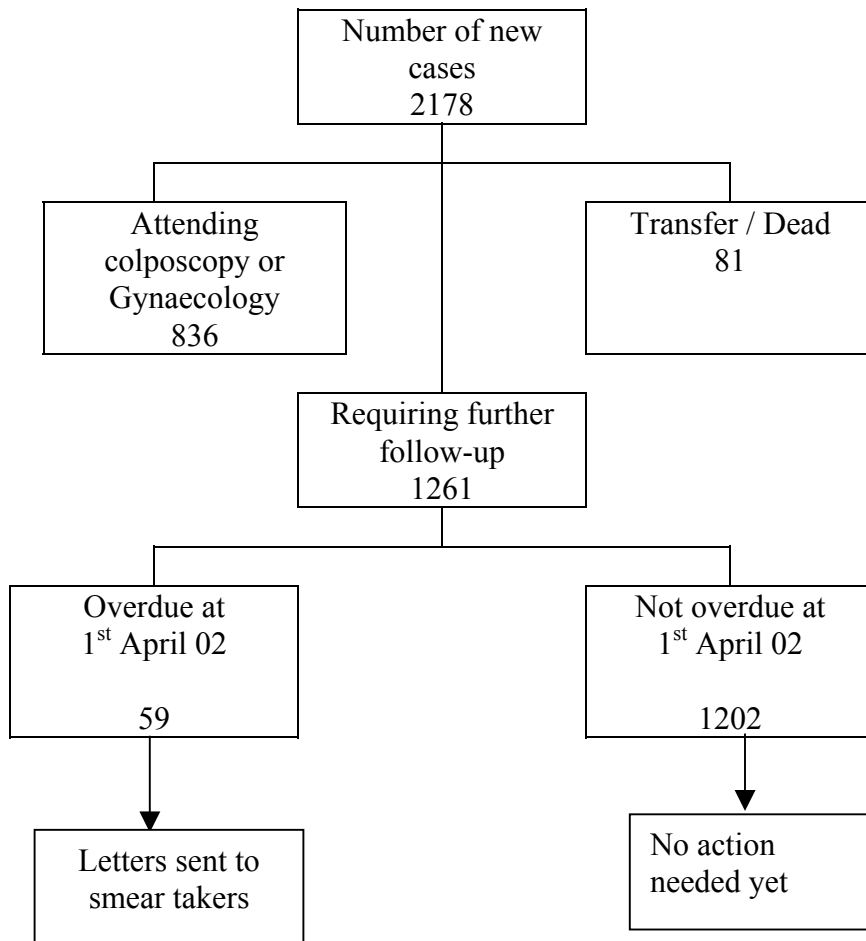 Number of new
cases
2178
Attending
colposcopy or
Gynaecology
836
Transfer / Dead
81
Requiring further
follow-up
1261
Overdue at
1st April 02
59
Not overdue at
1st April 02
1202
Letters sent to
smear takers
No action
needed yet